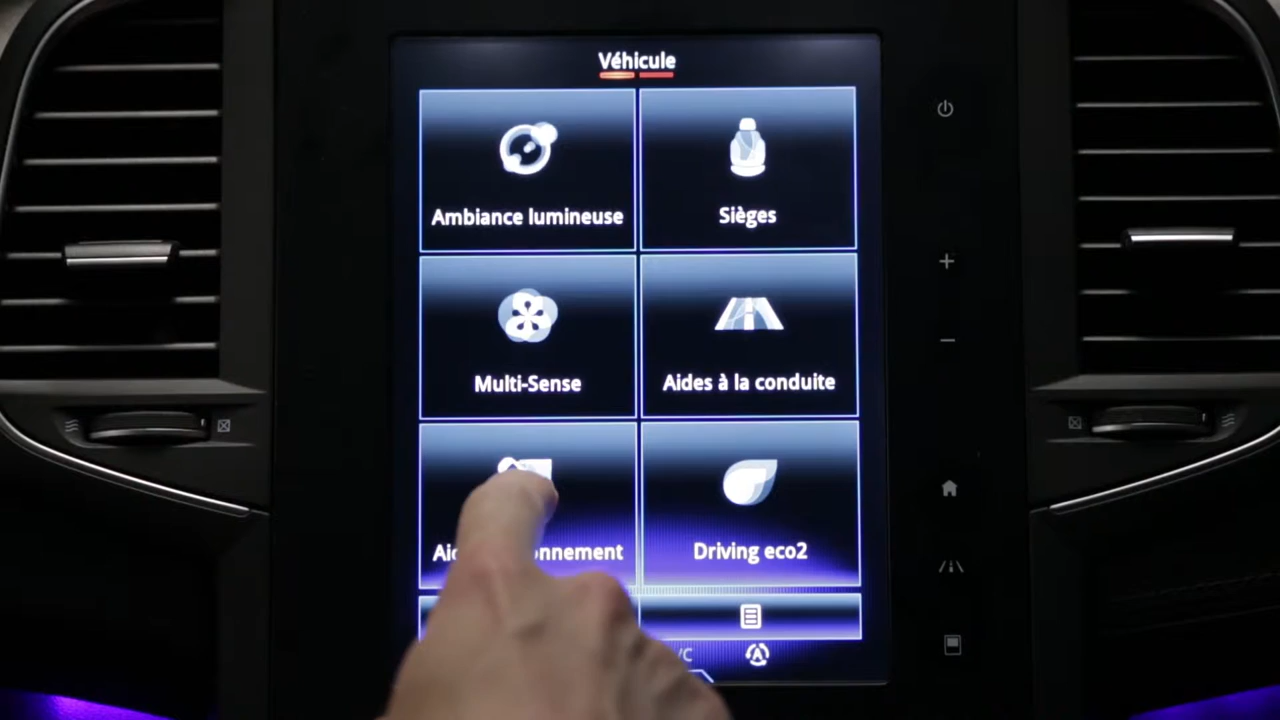 Véhicule
Ambiance lumineuse
Sièges
Multi-Sense
Aides à la conduite
Driving eco2